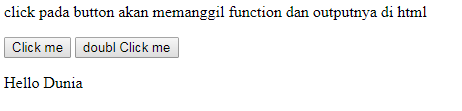 click pada button akan memanggil function dan outputnya di html
Click me doubl Click me
Hello Dunia